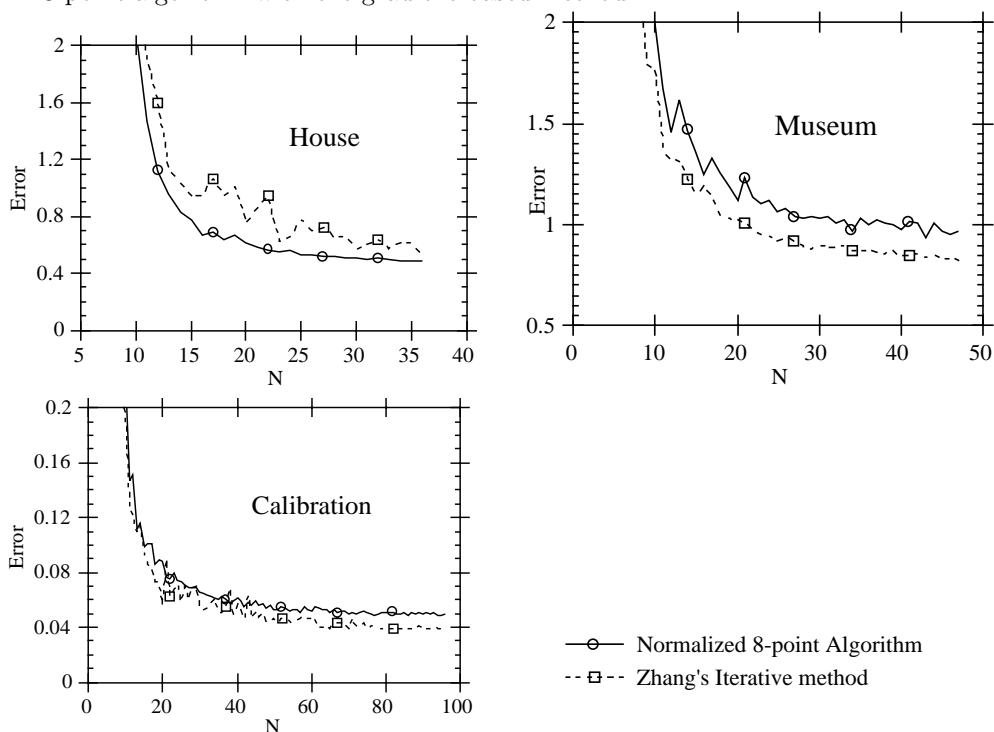 2
1.6
1.2
0.8
0.4
0
Error
House
5 10 15 20 25 30 35 40
N
2
1.5
1
0.5
Error
Museum
0 10 20 30 40 50
N
0.2
0.16
0.12
0.08
0.04
0
Error
Calibration
0 20 40 60 80 100
N
Normalized 8-point Algorithm
Zhang's Iterative method